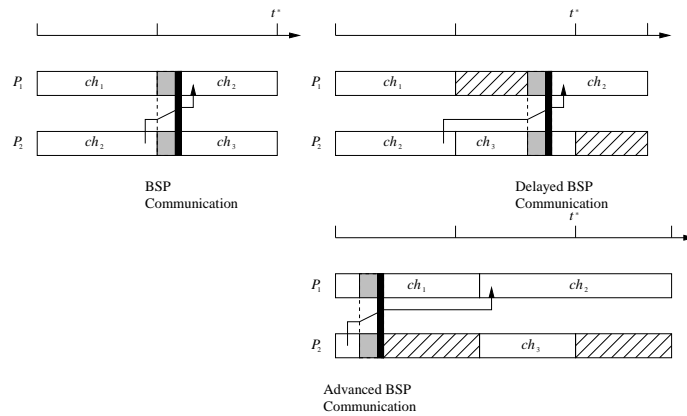 t*
P1 ch1 ch2
P2 ch2 ch3
BSP
Communication
t*
P1 ch1 ch2
P2 ch2 ch3
Delayed BSP
Communication
t*
P1 ch1 ch2
P2 ch3
Advanced BSP
Communication